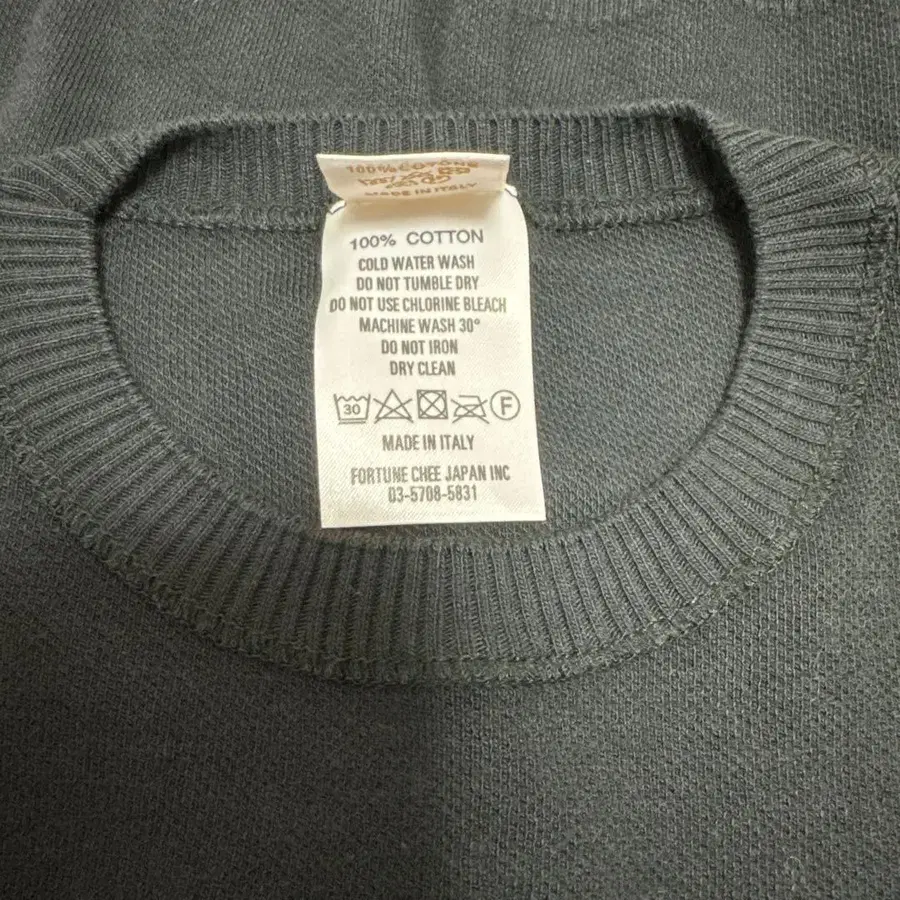 100% COTONE
MADE IN ITALY
100% COTTON
COLD WATER WASH
DO NOT TUMBLE DRY
DO NOT USE CHLORINE BLEACH
MACHINE WASH 30°
DO NOT IRON
DRY CLEAN
30 F
MADE IN ITALY
FORTUNE CHEE JAPAN INC
03-5708-5831